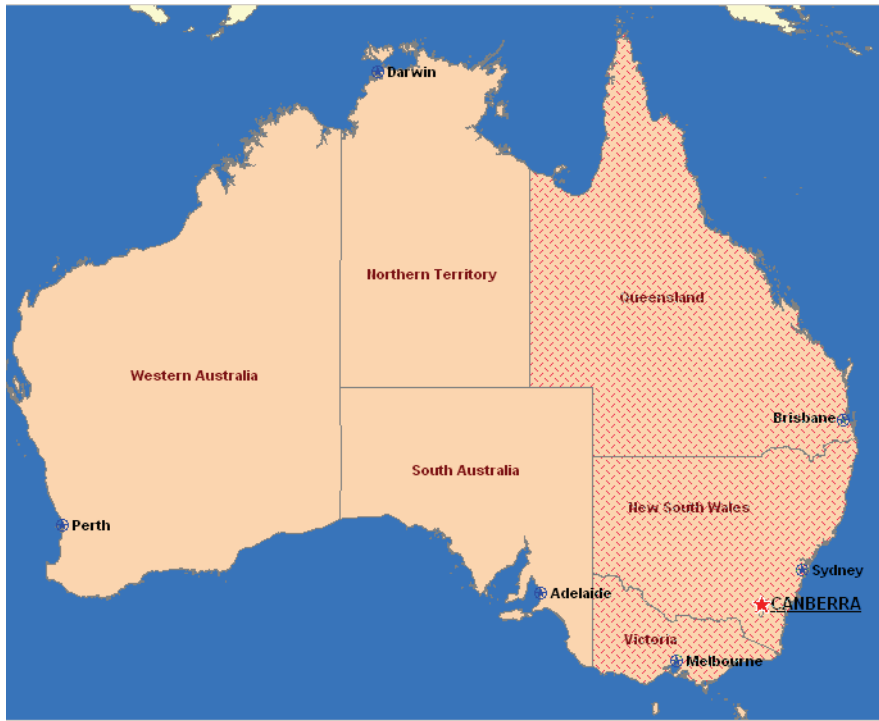 Darwin
Northern Territory
Queensland
Western Australia
Brisbane
South Australia
New South Wales
Perth
Sydney
Adelaide
CANBERRA
Victoria
Melbourne